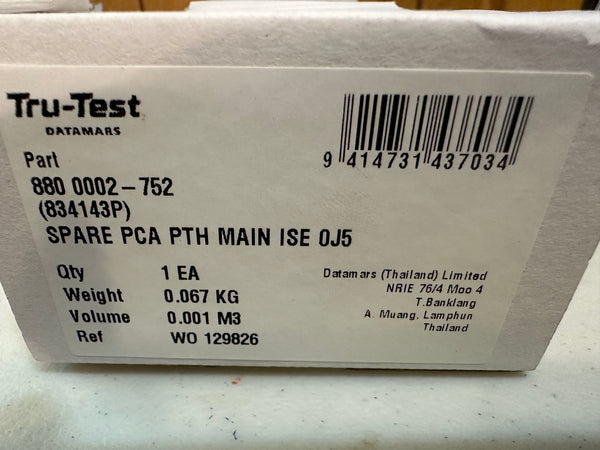 Tru-Test
DATAMARS
9 414731 437034
Part
880 0002-752
(834143P)
SPARE PCA PTH MAIN ISE 0J5
Qty 1 EA
Weight 0.067 KG
Volume 0.001 M3
Ref WO 129826
Datamars (Thailand) Limited
NRIE 76/4 Moo 4
T.Banklang
A. Muang, Lamphun
Thailand